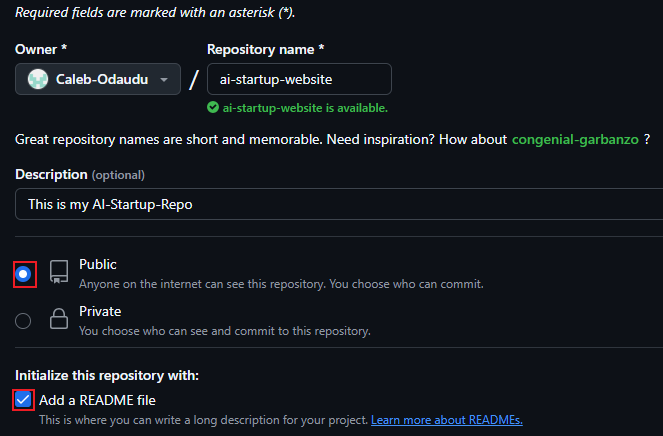 Required fields are marked with an asterisk (*).
Owner * Repository name *
Caleb-Odaudu / ai-startup-website
ai-startup-website is available.
Great repository names are short and memorable. Need inspiration? How about congenial-garbanzo ?
Description (optional)
This is my AI-Startup-Repo
Public
Anyone on the internet can see this repository. You choose who can commit.
Private
You choose who can see and commit to this repository.
Initialize this repository with:
Add a README file
This is where you can write a long description for your project. Learn more about READMEs.